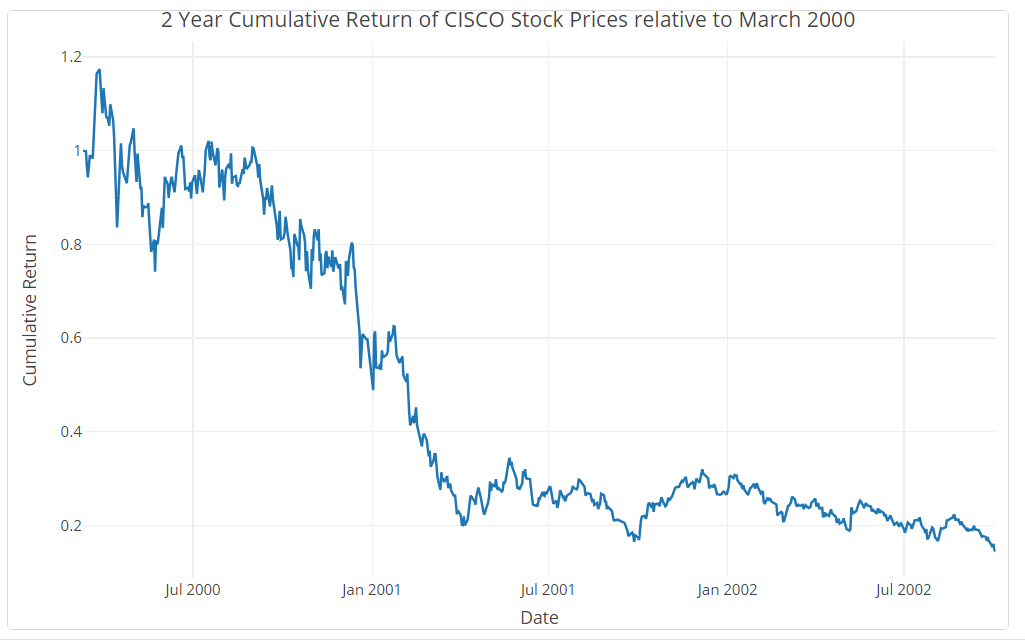 2 Year Cumulative Return of CISCO Stock Prices relative to March 2000
1.2
1
0.8
0.6
0.4
0.2
Cumulative Return
Jul 2000 Jan 2001 Jul 2001 Jan 2002 Jul 2002
Date